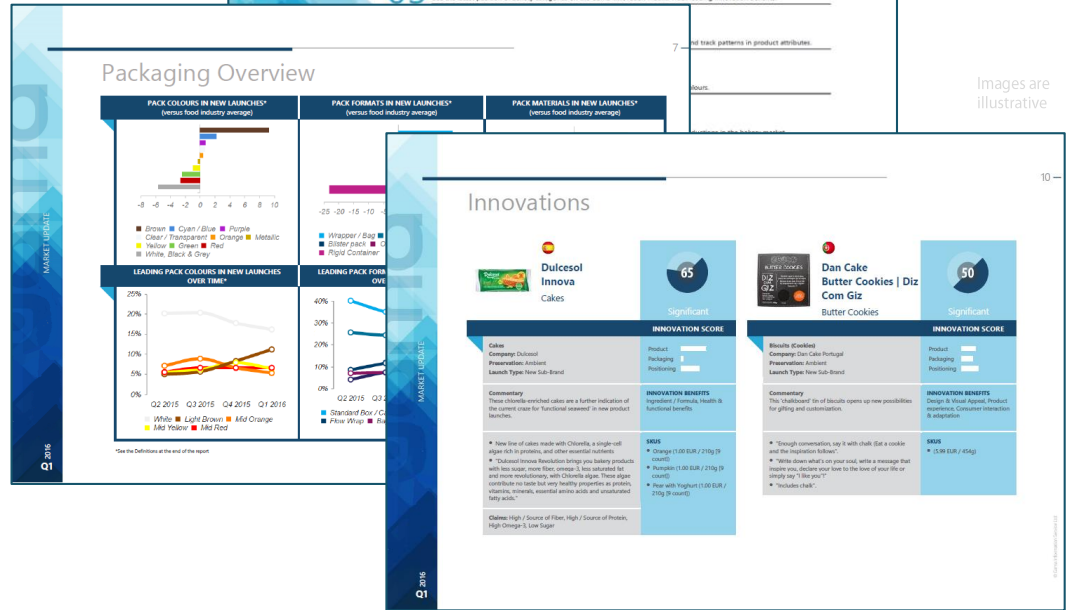 nd track patterns in product attributes.
lours.
Images are
illustrative
7
Packaging Overview
PACK COLOURS IN NEW LAUNCHES*
(versus food industry average)
PACK FORMATS IN NEW LAUNCHES*
(versus food industry average)
PACK MATERIALS IN NEW LAUNCHES*
(versus food industry average)
-8 -6 -4 -2 0 2 4 6 8 10
Brown Cyan / Blue Purple
Clear / Transparent Orange Metallic
Yellow Green Red
White, Black & Grey
-25 -20 -15 -10
Wrapper / Bag
Blister pack
Rigid Container
LEADING PACK COLOURS IN NEW LAUNCHES
OVER TIME*
25%
20%
15%
10%
5%
0%
Q2 2015 Q3 2015 Q4 2015 Q1 2016
White Light Brown Mid Orange
Mid Yellow Mid Red
LEADING PACK FORM
OVE
40%
30%
20%
10%
0%
Q2 2015 Q3
Standard Box / Ca
Flow Wrap Ba
*See the Definitions at the end of the report
MARKET UPDATE
2016
Q1
10
Innovations
Dulcesol
Innova
Cakes
65
Significant
INNOVATION SCORE
Cakes
Company: Dulcesol
Preservation: Ambient
Launch Type: New Sub-Brand
Product
Packaging
Positioning
Commentary
These chlorella-enriched cakes are a further indication of
the current craze for 'functional seaweed' in new product
launches.
INNOVATION BENEFITS
Ingredient / Formula, Health &
functional benefits
New line of cakes made with Chlorella, a single-cell
algae rich in proteins, and other essential nutrients
"Dulcesol Innova Revolution brings you bakery products
with less sugar, more fiber, omega-3, less saturated fat
and more revolutionary, with Chlorella algae. These algae
contribute no taste but very healthy properties as protein,
vitamins, minerals, essential amino acids and unsaturated
fatty acids."
SKUS
Orange (1.00 EUR / 210g [9
count])
Pumpkin (1.00 EUR / 210g [9
count])
Pear with Yoghurt (1.00 EUR /
210g [9 count])
Claims: High / Source of Fiber, High / Source of Protein,
High Omega-3, Low Sugar
Dan Cake
Butter Cookies | Diz
Com Giz
Butter Cookies
50
Significant
INNOVATION SCORE
Biscuits (Cookies)
Company: Dan Cake Portugal
Preservation: Ambient
Launch Type: New Sub-Brand
Product
Packaging
Positioning
Commentary
This 'chalkboard' tin of biscuits opens up new possibilities
for gifting and customization.
INNOVATION BENEFITS
Design & Visual Appeal, Product
experience, Consumer interaction
& adaptation
"Enough conversation, say it with chalk (Eat a cookie
and the inspiration follows".
"Write down what's on your soul, write a message that
inspire you, declare your love to the love of your life or
simply say "I like you"!"
"Includes chalk".
SKUS
(5.99 EUR / 454g)
MARKET UPDATE
2016
Q1